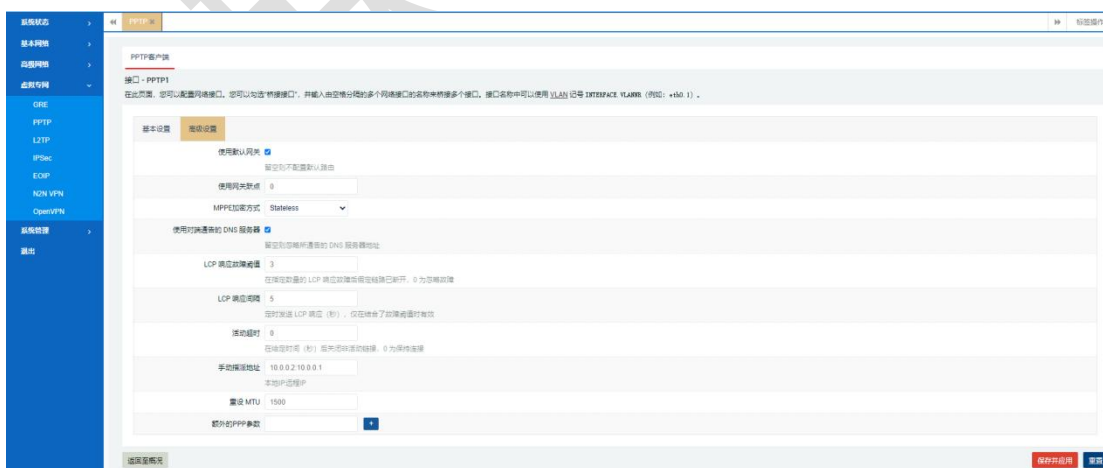 系统状态
基本网络
高级网络
虚拟专网
GRE
PPTP
L2TP
IPSec
EOIP
N2N VPN
OpenVPN
系统管理
退出
PPTP
标签操作
PPTP客户端
接口 - PPTP1
在此页面，您可以配置网络接口。您可以勾选"桥接接口"，并输入由空格分隔的多个网络接口的名称来桥接多个接口。接口名称中可以使用 VLAN 记号 INTERFACE.VLANNR（例如：eth0.1）。
基本设置 高级设置
使用默认网关
留空则不配置默认路由
使用网关跃点 0
MPPE加密方式 Stateless
使用对端通告的 DNS 服务器
留空则忽略所通告的 DNS 服务器地址
LCP 响应故障阈值 3
在指定数量的 LCP 响应故障后假定链路已断开，0 为忽略故障
LCP 响应间隔 5
定时发送 LCP 响应（秒），仅在结合了故障阈值时有效
活动超时 0
在给定时间（秒）后关闭非活动链接，0 为保持连接
手动指派地址 10.0.0.2:10.0.0.1
本地IP:远程IP
重设 MTU 1500
额外的PPP参数 +
返回至概况
保存并应用 重置